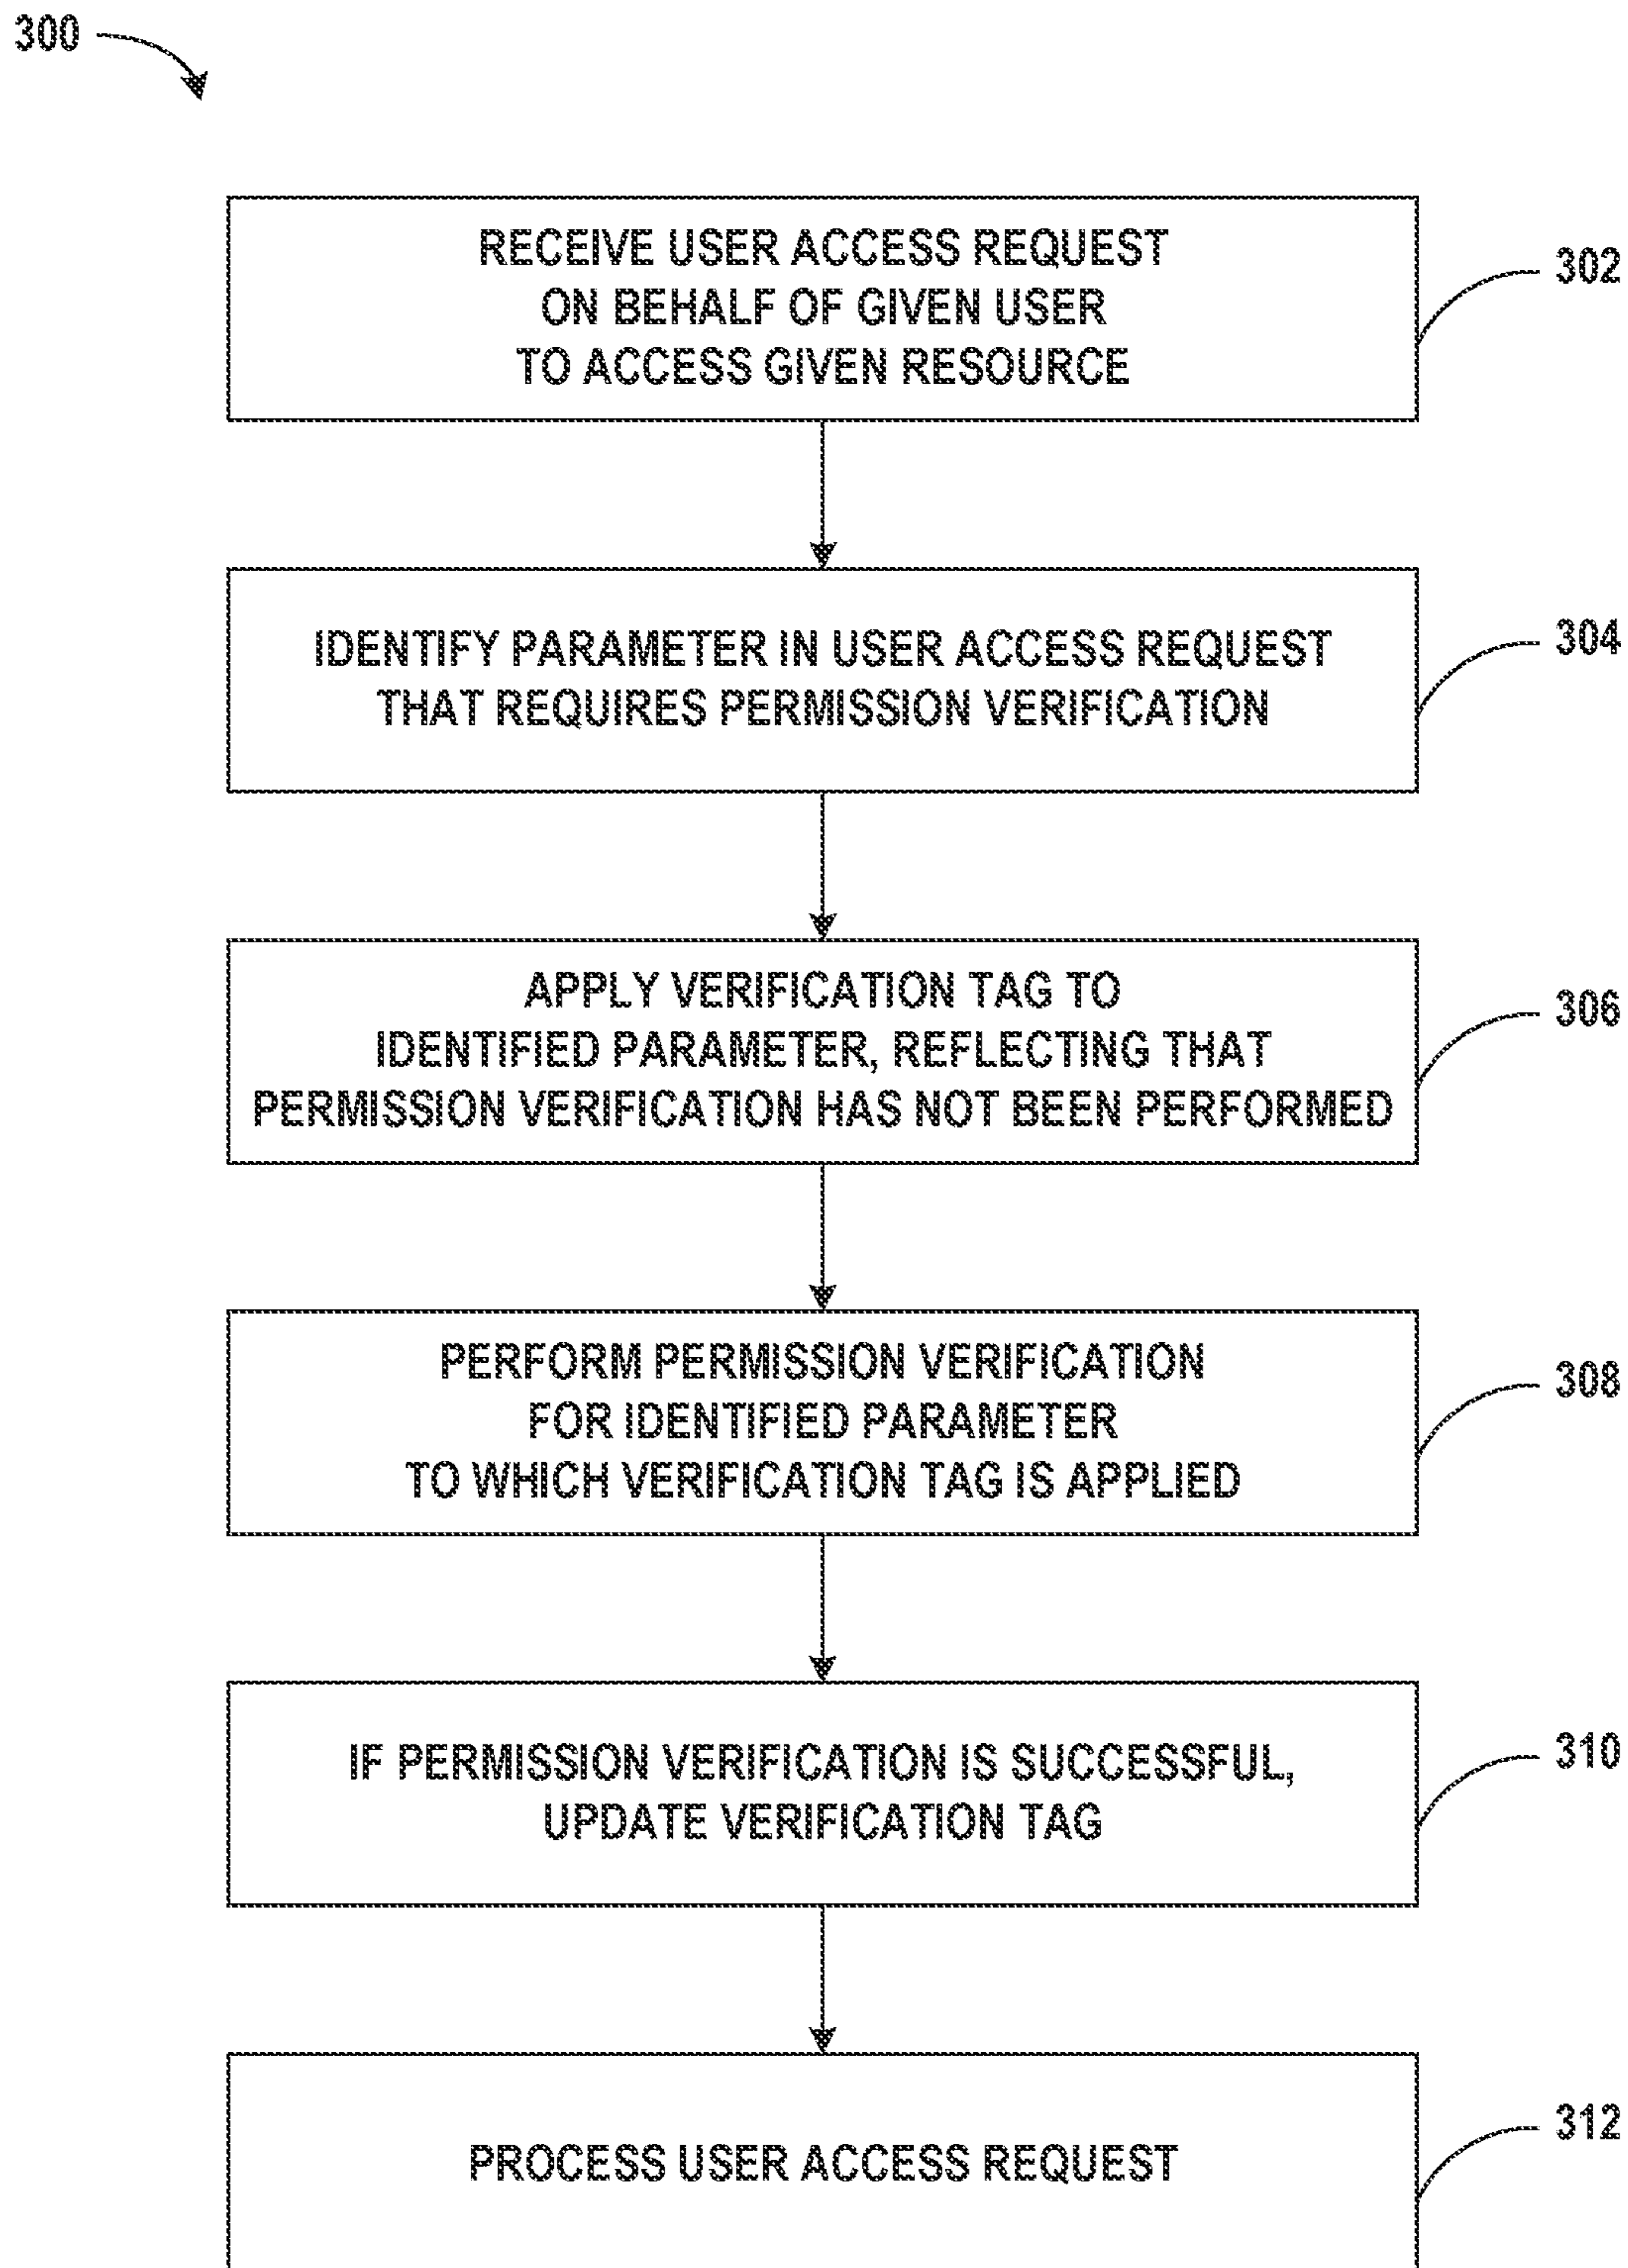 300
RECEIVE USER ACCESS REQUEST
ON BEHALF OF GIVEN USER
TO ACCESS GIVEN RESOURCE
302
IDENTIFY PARAMETER IN USER ACCESS REQUEST
THAT REQUIRES PERMISSION VERIFICATION
304
APPLY VERIFICATION TAG TO
IDENTIFIED PARAMETER, REFLECTING THAT
PERMISSION VERIFICATION HAS NOT BEEN PERFORMED
306
PERFORM PERMISSION VERIFICATION
FOR IDENTIFIED PARAMETER
TO WHICH VERIFICATION TAG IS APPLIED
308
IF PERMISSION VERIFICATION IS SUCCESSFUL,
UPDATE VERIFICATION TAG
310
PROCESS USER ACCESS REQUEST
312